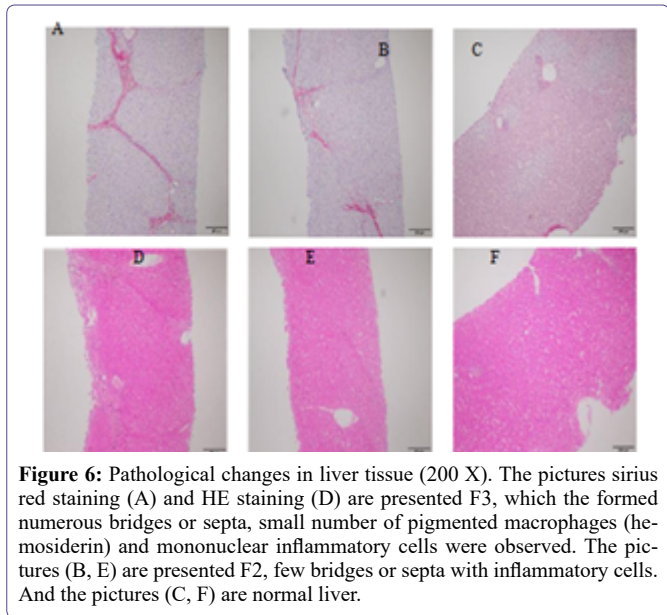 A
B
C
D
E
F
Figure 6: Pathological changes in liver tissue (200 X). The pictures sirius
red staining (A) and HE staining (D) are presented F3, which the formed
numerous bridges or septa, small number of pigmented macrophages (he-
mosiderin) and mononuclear inflammatory cells were observed. The pic-
tures (B, E) are presented F2, few bridges or septa with inflammatory cells.
And the pictures (C, F) are normal liver.